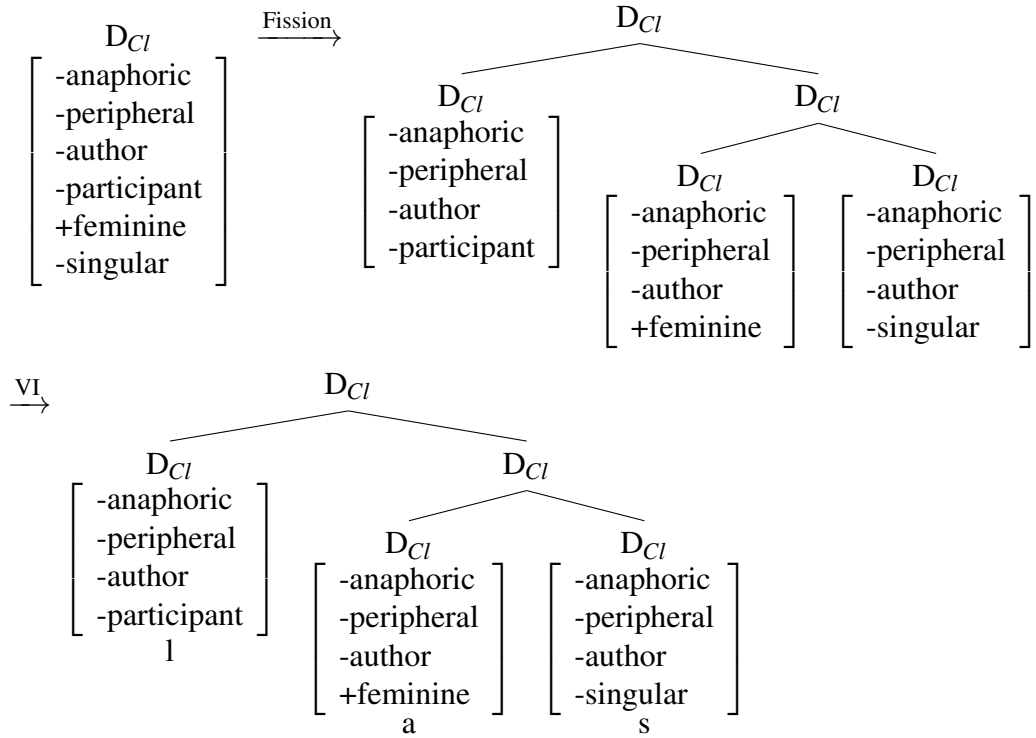 D_Cl
-anaphoric
-peripheral
-author
-participant
+feminine
-singular
Fission
D_Cl
D_Cl
-anaphoric
-peripheral
-author
-participant
D_Cl
D_Cl
-anaphoric
-peripheral
-author
+feminine
D_Cl
-anaphoric
-peripheral
-author
-singular
VI
D_Cl
D_Cl
-anaphoric
-peripheral
-author
-participant
l
D_Cl
D_Cl
-anaphoric
-peripheral
-author
+feminine
a
D_Cl
-anaphoric
-peripheral
-author
-singular
s